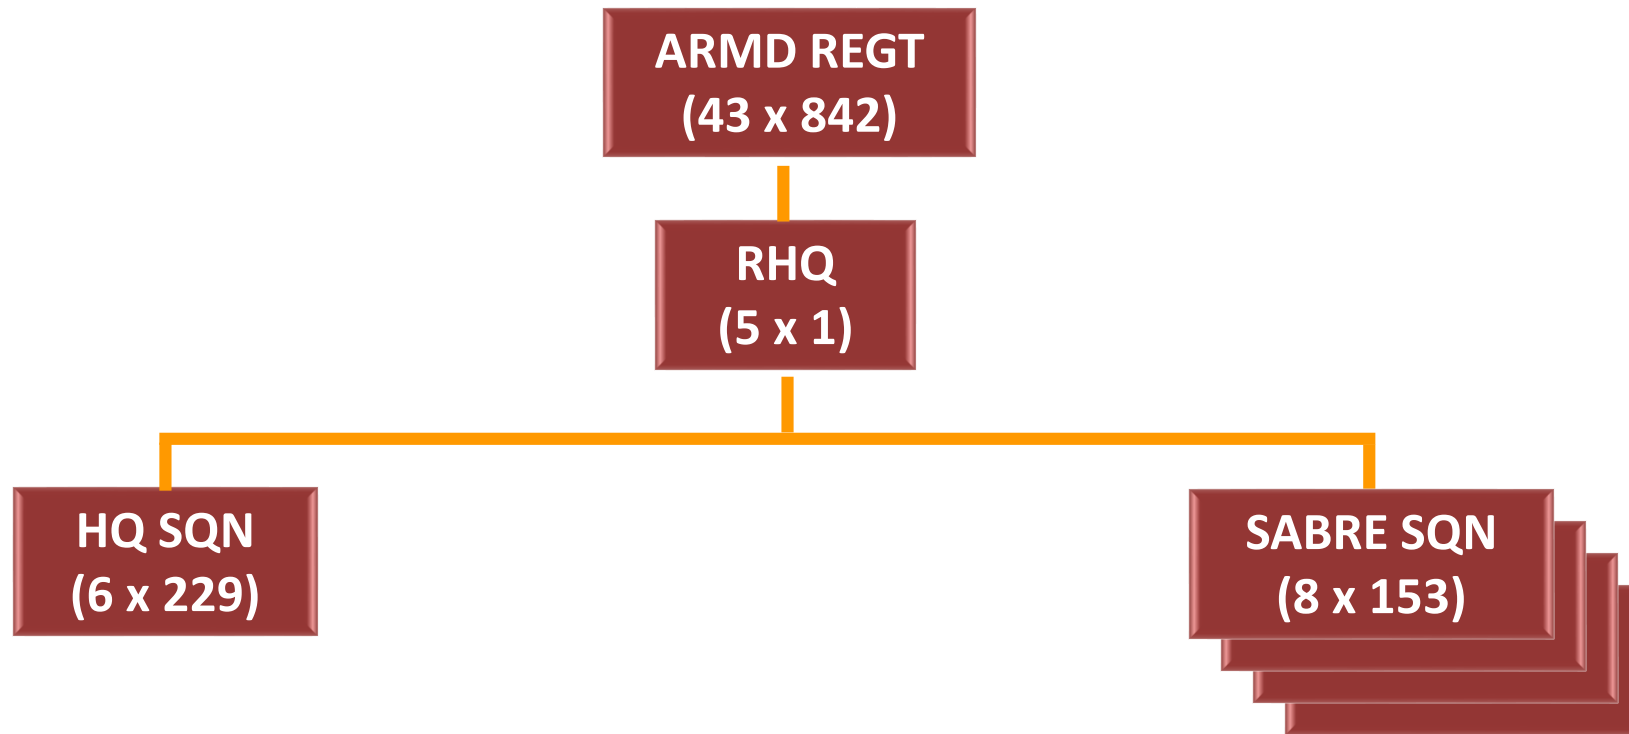 ARMD REGT
(43 x 842)
RHQ
(5 x 1)
HQ SQN
(6 x 229)
SABRE SQN
(8 x 153)